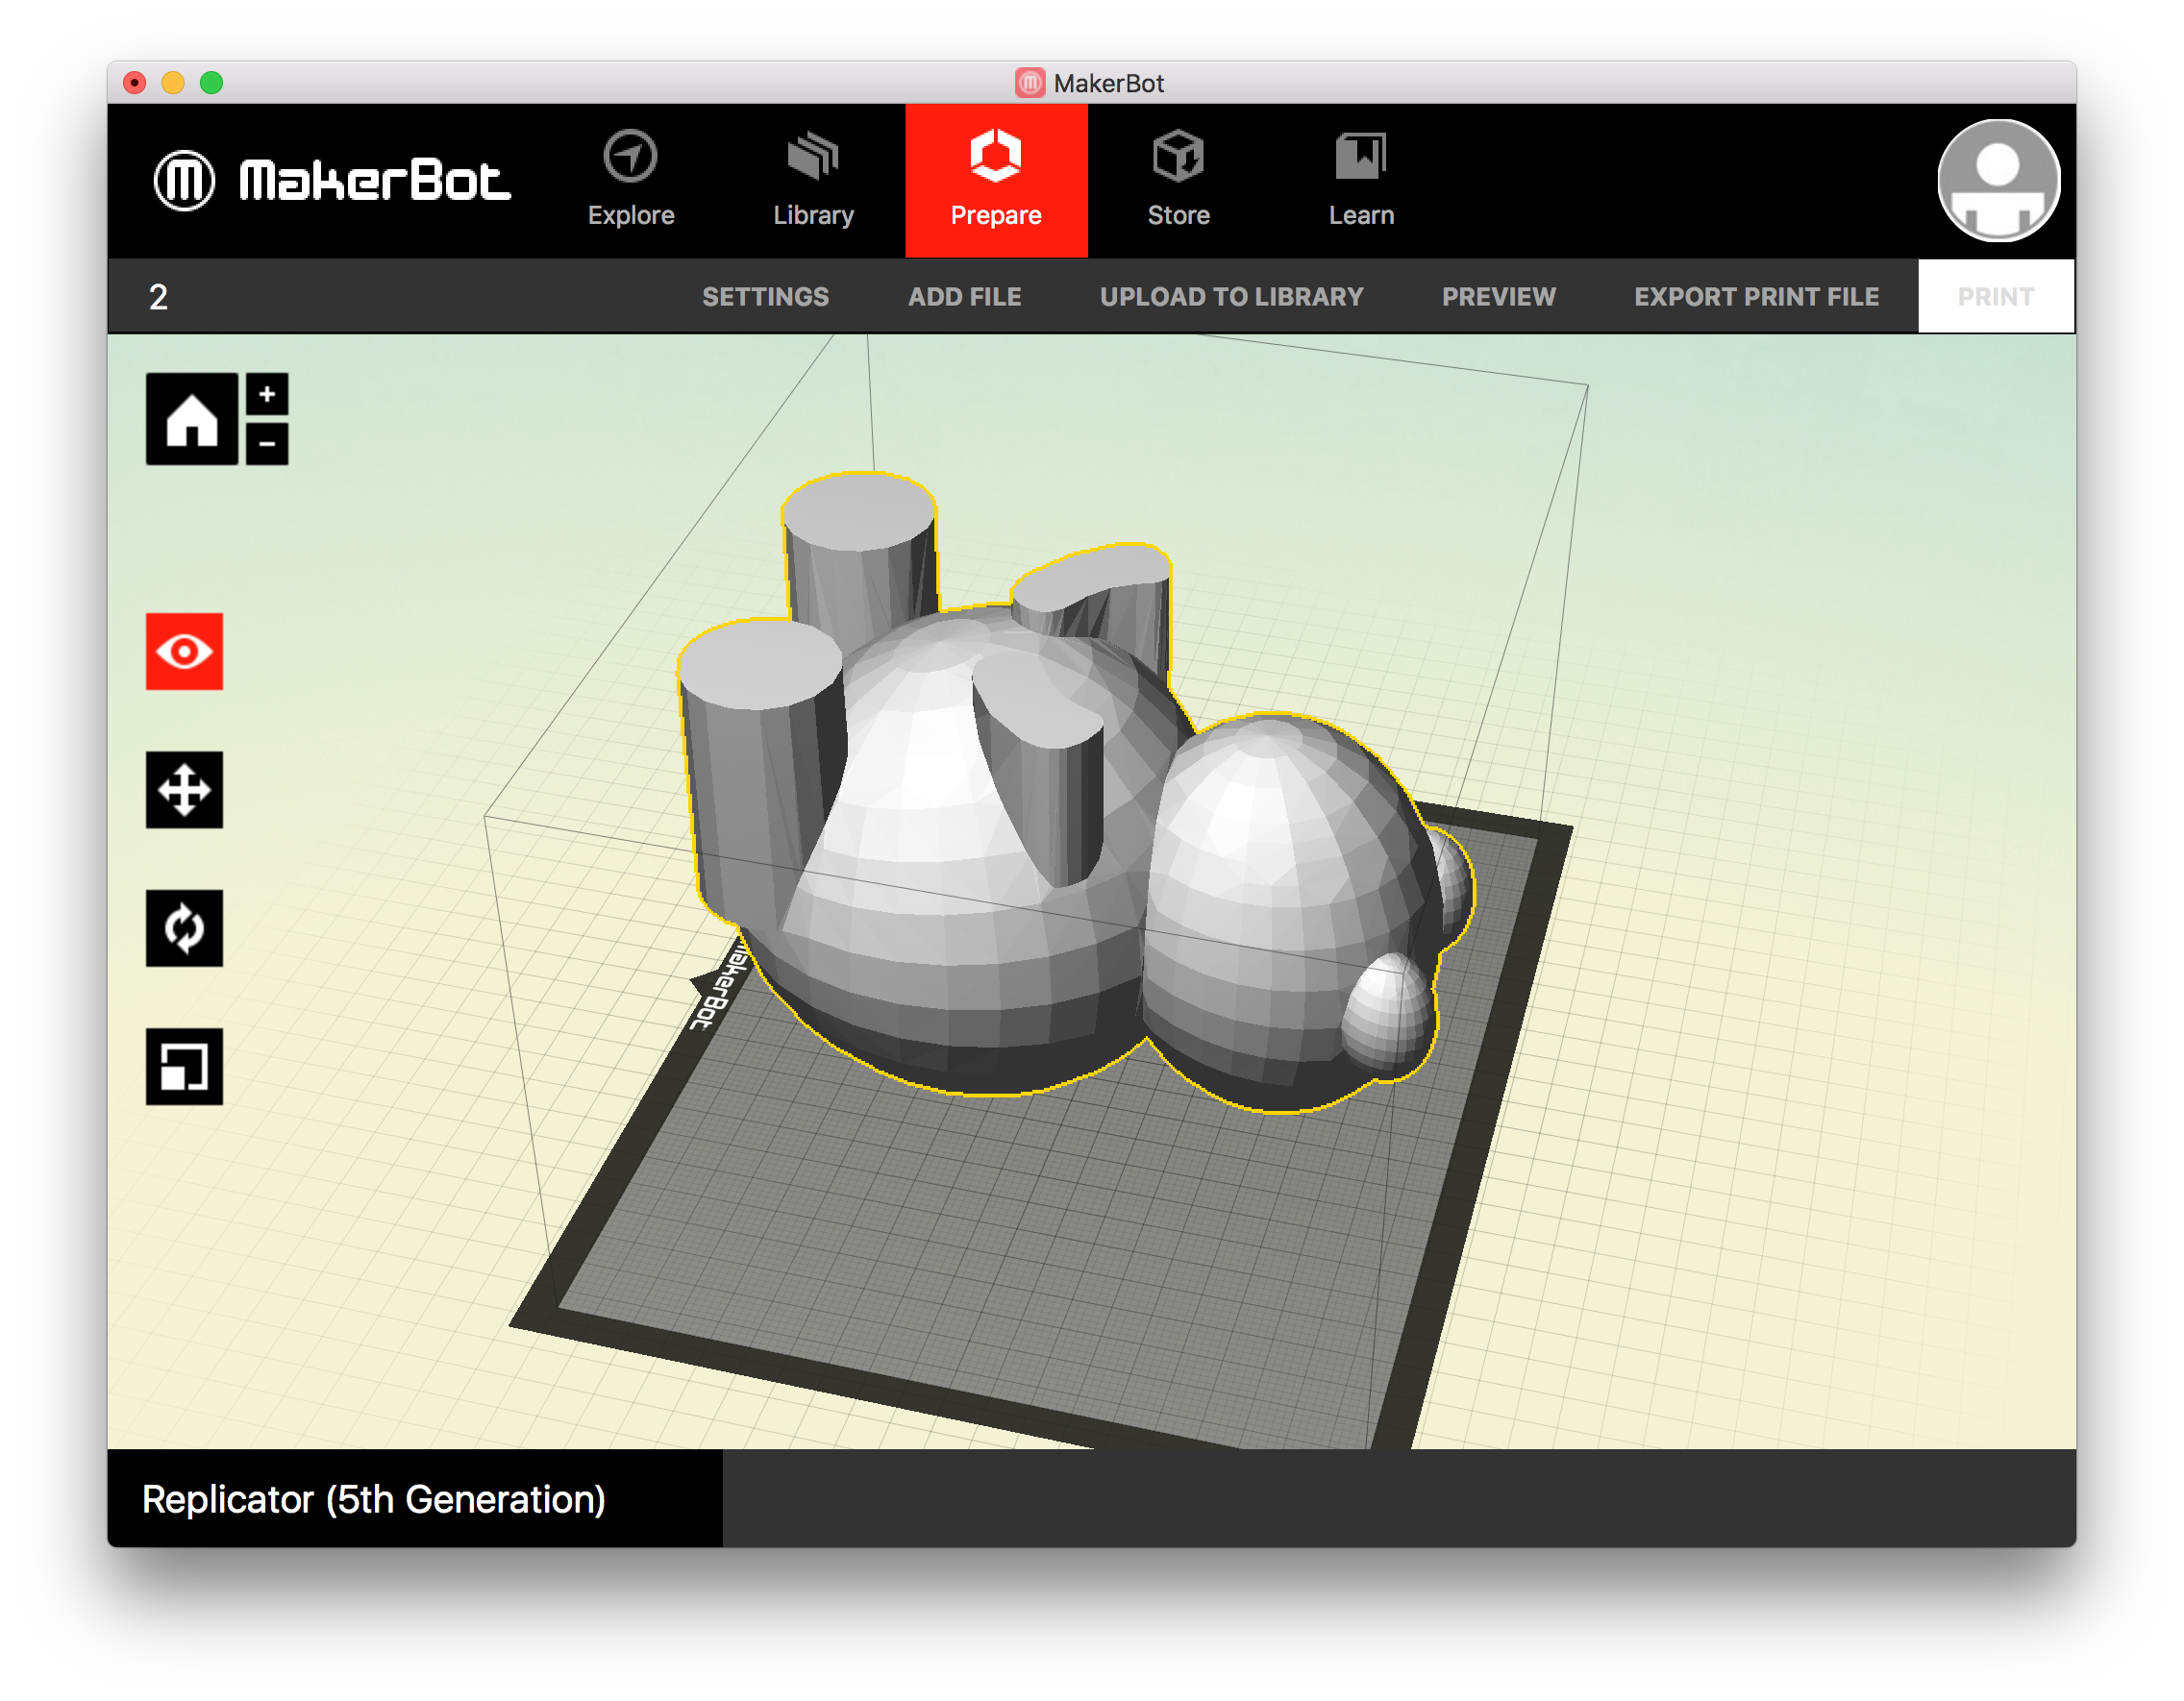 MakerBot
MakerBot
Explore
Library
Prepare
Store
Learn
2
SETTINGS
ADD FILE
UPLOAD TO LIBRARY
PREVIEW
EXPORT PRINT FILE
PRINT
+
-
MakerBot
Replicator (5th Generation)